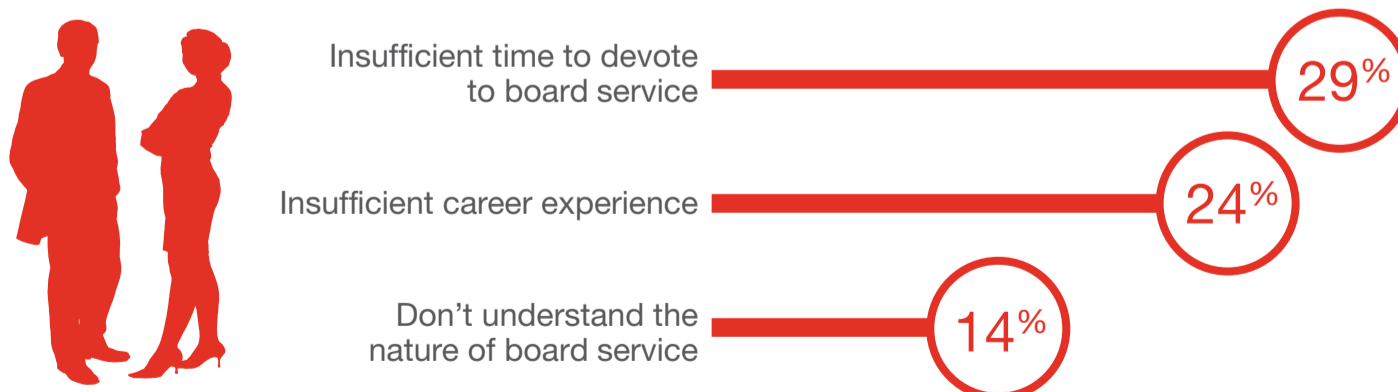 Insufficient time to devote
to board service
29%
Insufficient career experience
24%
Don’t understand the
nature of board service
14%